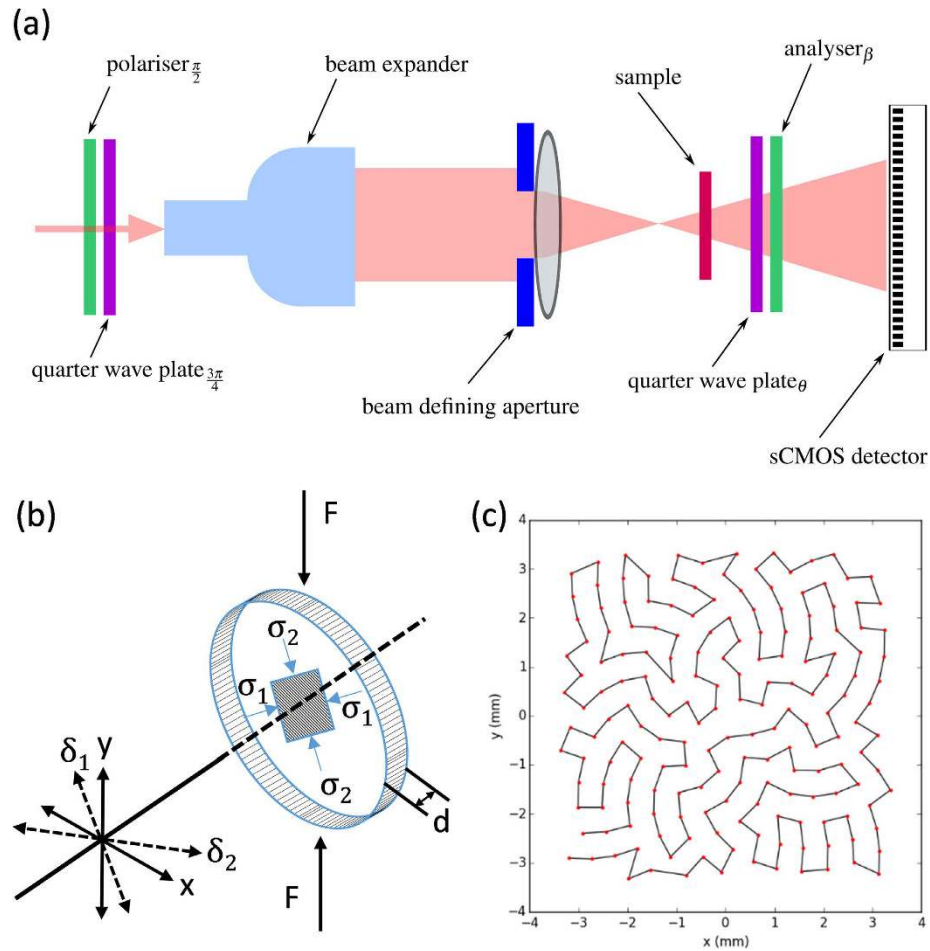 (a)
polariser π/2
beam expander
sample
analyser β
quarter wave plate 3π/4
beam defining aperture
quarter wave plate θ
sCMOS detector
(b)
F
σ2
σ1
σ1
σ2
δ1
y
δ2
x
d
F
(c)
4
3
2
1
0
−1
−2
−3
−4
y (mm)
−4 −3 −2 −1 0 1 2 3 4
x (mm)